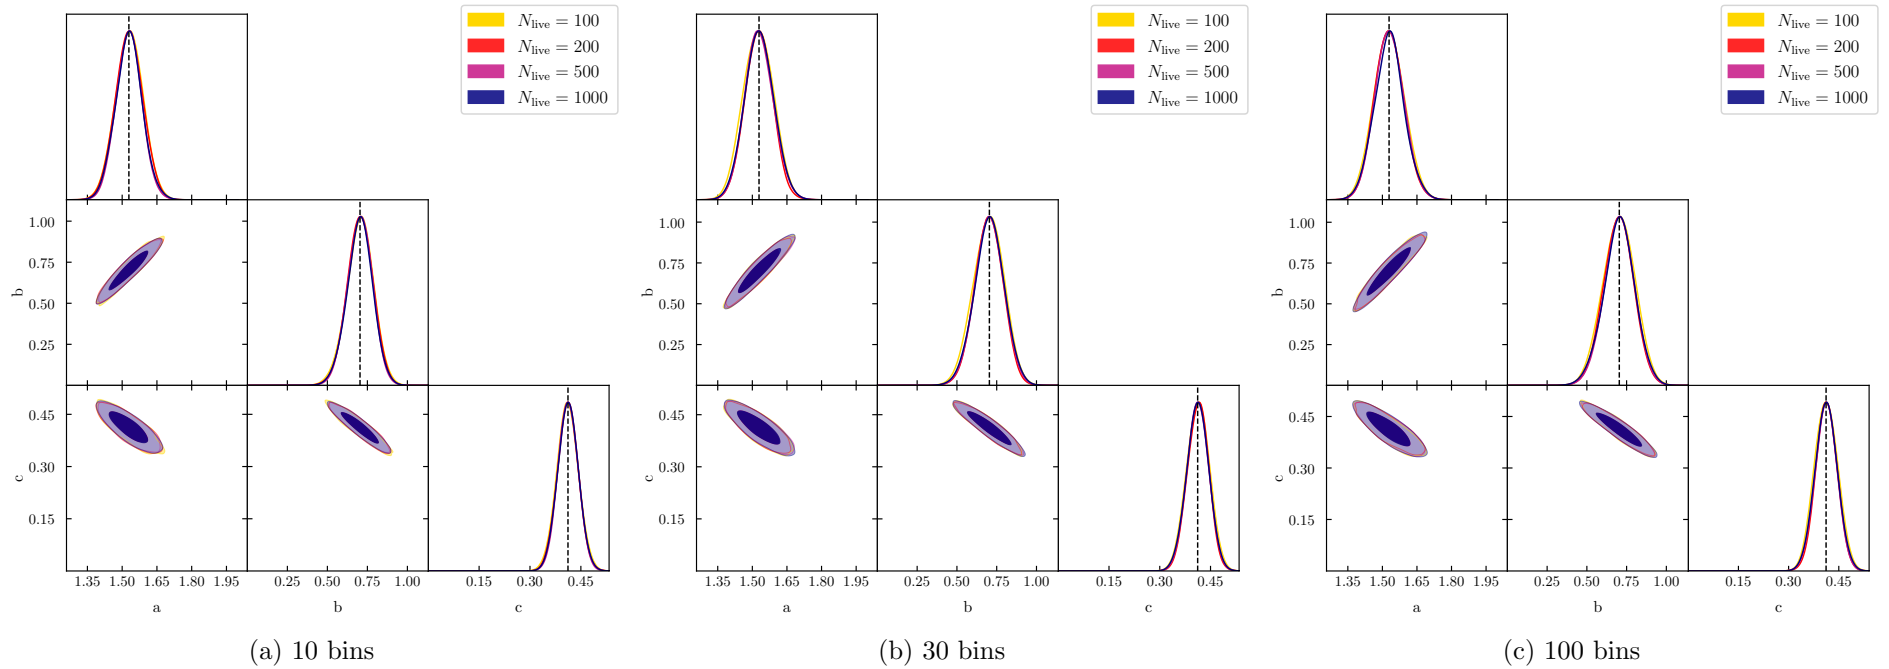 N_live = 100
N_live = 200
N_live = 500
N_live = 1000
1.00
0.75
0.50
0.25
b
0.45
0.30
0.15
c
1.35 1.50 1.65 1.80 1.95
0.25 0.50 0.75 1.00
0.15 0.30 0.45
a
b
c
(a) 10 bins
N_live = 100
N_live = 200
N_live = 500
N_live = 1000
1.00
0.75
0.50
0.25
b
0.45
0.30
0.15
c
1.35 1.50 1.65 1.80 1.95
0.25 0.50 0.75 1.00
0.15 0.30 0.45
a
b
c
(b) 30 bins
N_live = 100
N_live = 200
N_live = 500
N_live = 1000
1.00
0.75
0.50
0.25
b
0.45
0.30
0.15
c
1.35 1.50 1.65 1.80 1.95
0.25 0.50 0.75 1.00
0.15 0.30 0.45
a
b
c
(c) 100 bins